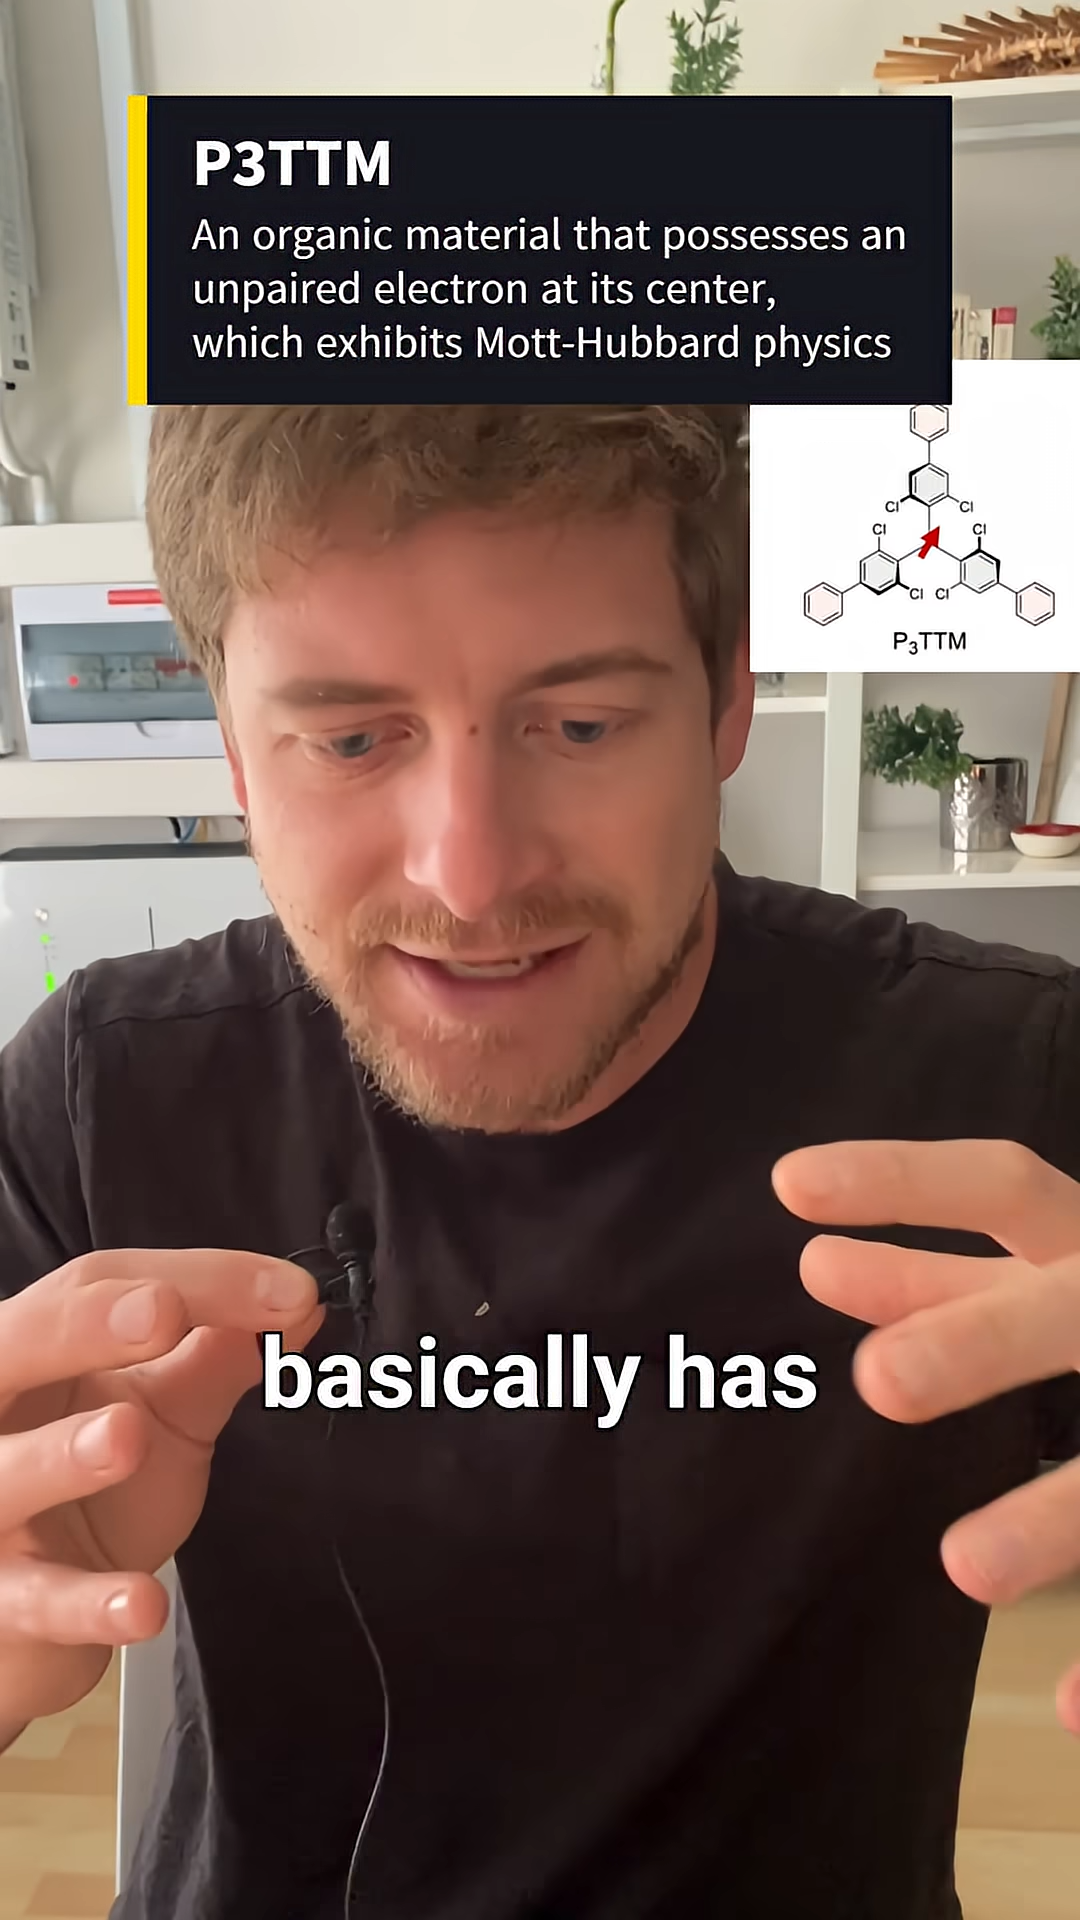 P3TTM
An organic material that possesses an
unpaired electron at its center,
which exhibits Mott-Hubbard physics
Cl Cl
Cl Cl
Cl Cl
P₃TTM
basically has